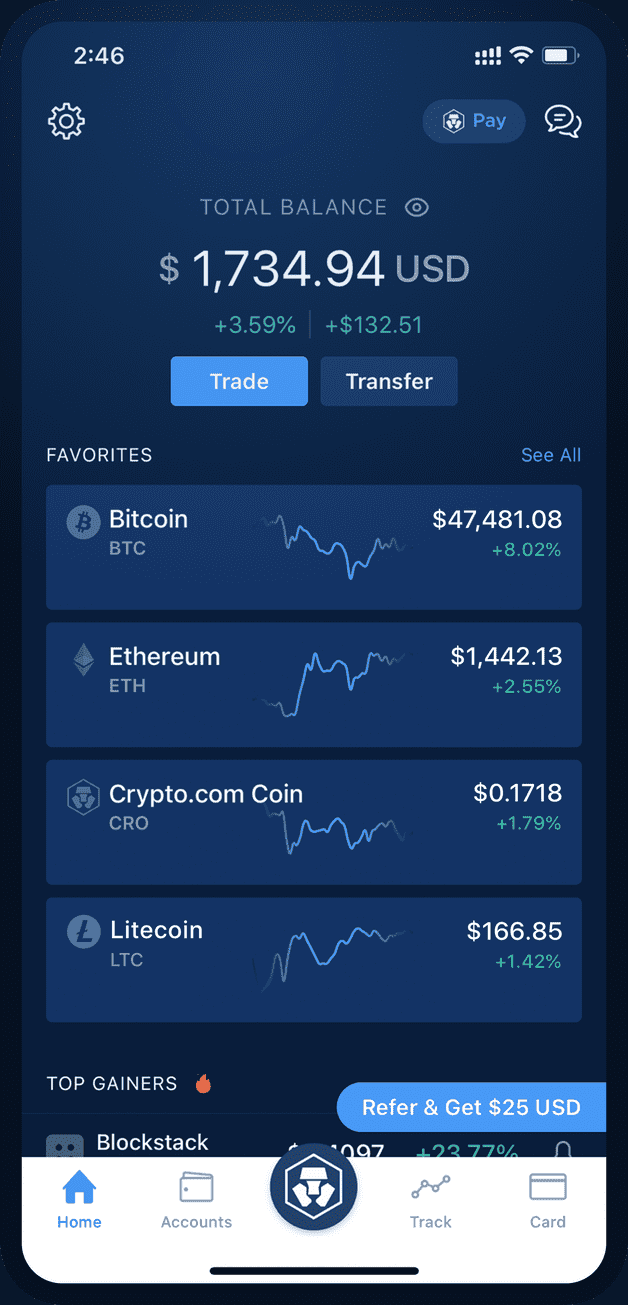 2:46
Pay
TOTAL BALANCE
$ 1,734.94 USD
+3.59% +$132.51
Trade Transfer
FAVORITES See All
Bitcoin $47,481.08
BTC +8.02%
Ethereum $1,442.13
ETH +2.55%
Crypto.com Coin $0.1718
CRO +1.79%
Litecoin $166.85
LTC +1.42%
TOP GAINERS
Refer & Get $25 USD
Blockstack +23.77%
Home Accounts Track Card